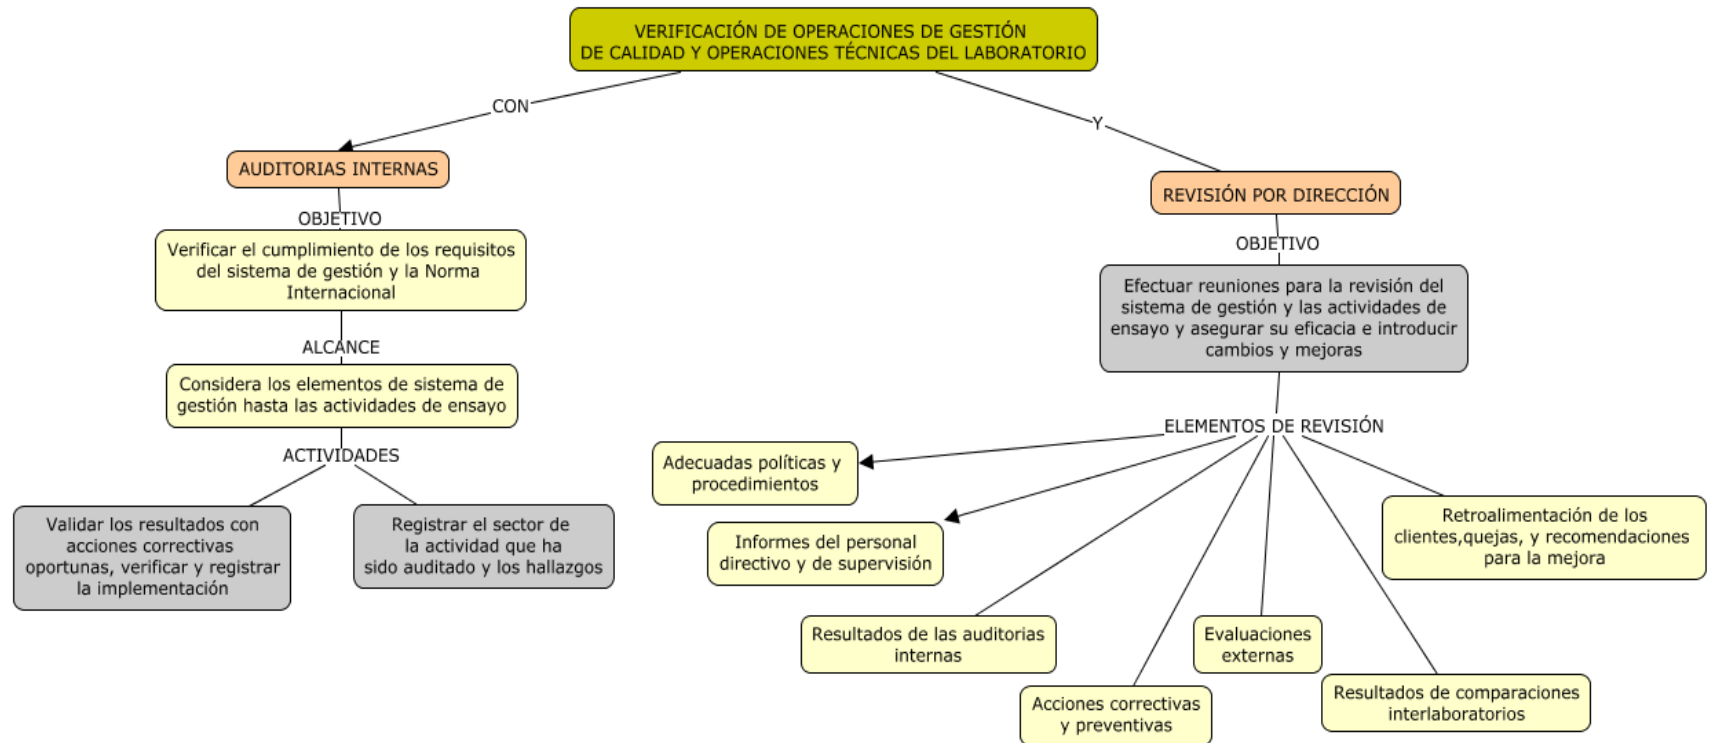 VERIFICACIÓN DE OPERACIONES DE GESTIÓN
DE CALIDAD Y OPERACIONES TÉCNICAS DEL LABORATORIO
CON
Y
AUDITORIAS INTERNAS
OBJETIVO
Verificar el cumplimiento de los requisitos
del sistema de gestión y la Norma
Internacional
ALCANCE
Considera los elementos de sistema de
gestión hasta las actividades de ensayo
ACTIVIDADES
Validar los resultados con
acciones correctivas
oportunas, verificar y registrar
la implementación
Registrar el sector de
la actividad que ha
sido auditado y los hallazgos
REVISIÓN POR DIRECCIÓN
OBJETIVO
Efectuar reuniones para la revisión del
sistema de gestión y las actividades de
ensayo y asegurar su eficacia e introducir
cambios y mejoras
ELEMENTOS DE REVISIÓN
Adecuadas políticas y
procedimientos
Informes del personal
directivo y de supervisión
Resultados de las auditorias
internas
Acciones correctivas
y preventivas
Evaluaciones
externas
Resultados de comparaciones
interlaboratorios
Retroalimentación de los
clientes,quejas, y recomendaciones
para la mejora